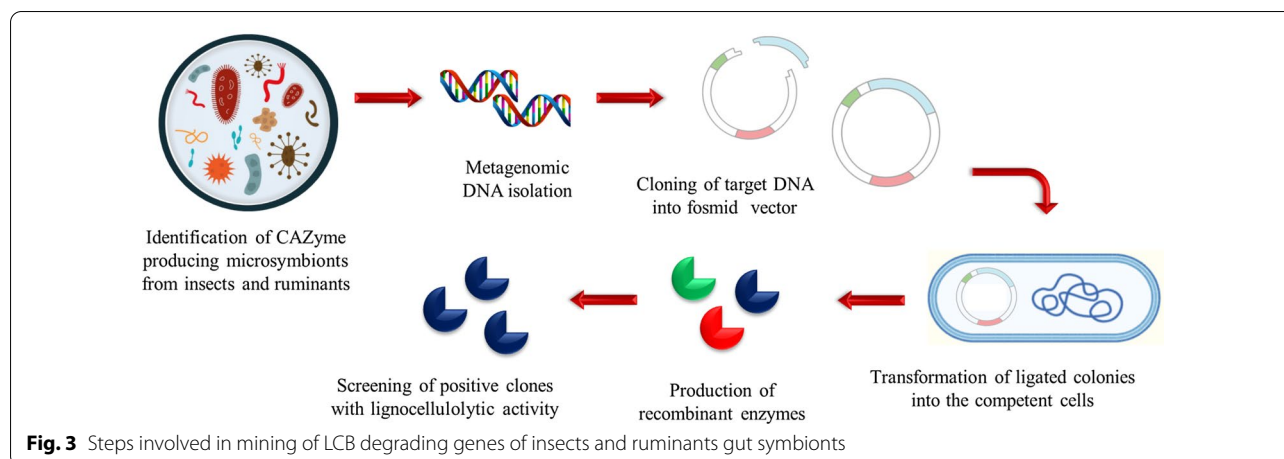 Identification of CAZyme
producing microsymbionts
from insects and ruminants
Metagenomic
DNA isolation
Cloning of target DNA
into fosmid vector
Transformation of ligated colonies
into the competent cells
Production of
recombinant enzymes
Screening of positive clones
with lignocellulolytic activity
Fig. 3 Steps involved in mining of LCB degrading genes of insects and ruminants gut symbionts